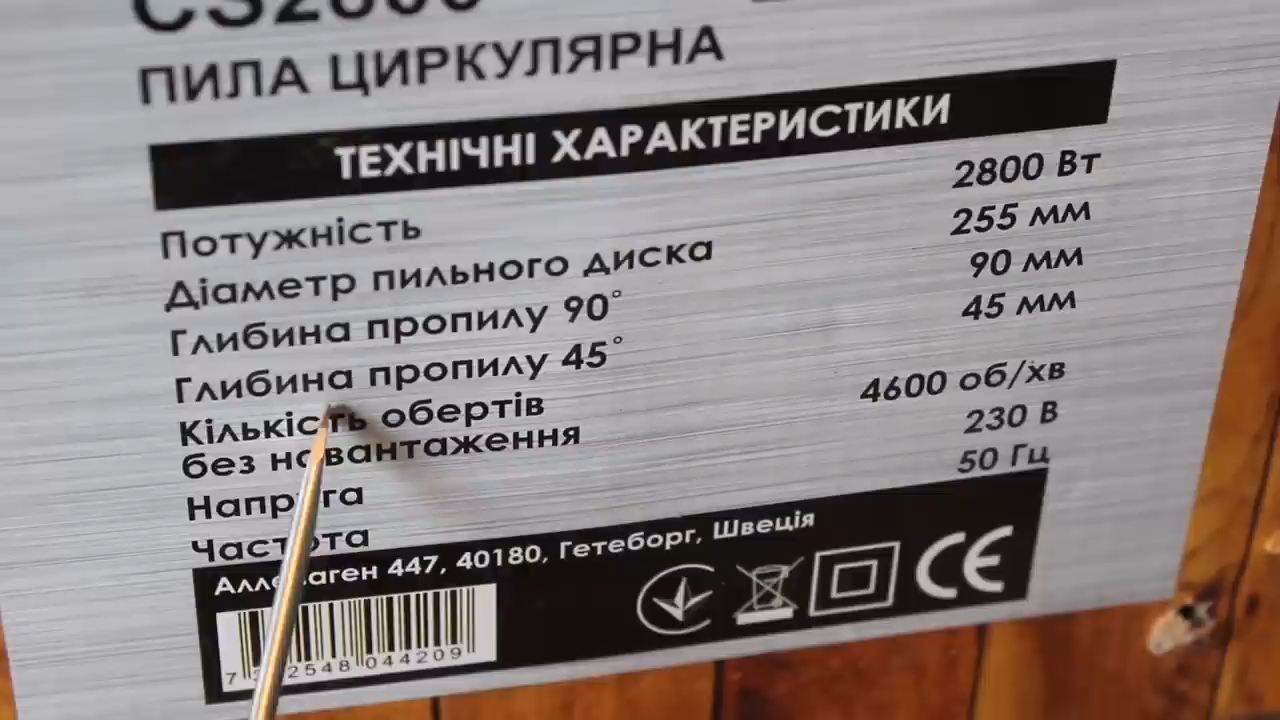 CS2800
ПИЛА ЦИРКУЛЯРНА
ТЕХНІЧНІ ХАРАКТЕРИСТИКИ
Потужність 2800 Вт
Діаметр пильного диска 255 мм
Глибина пропилу 90° 90 мм
Глибина пропилу 45° 45 мм
Кількість обертів
без навантаження 4600 об/хв
Напруга 230 В
Частота 50 Гц
447, 40180, Гетеборг, Швеція
CE
2548 044209